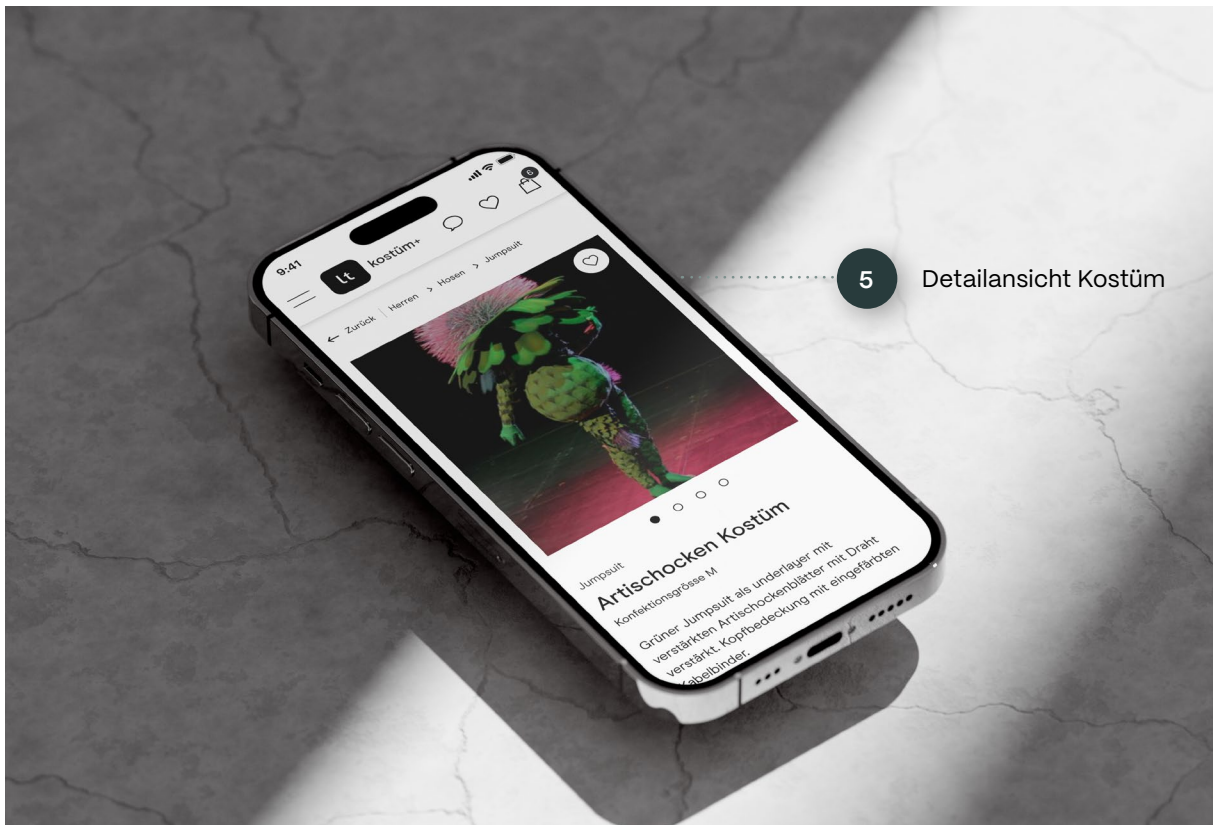 9:41
lt
kostüm+
6
Zurück | Herren > Hosen > Jumpsuit
5
Detailansicht Kostüm
Jumpsuit
Artischocken Kostüm
Konfektionsgrösse M
Grüner Jumpsuit als underlayer mit
verstärkten Artischockenblätter mit Draht
verstärkt. Kopfbedeckung mit eingefärbten
Kabelbinder.